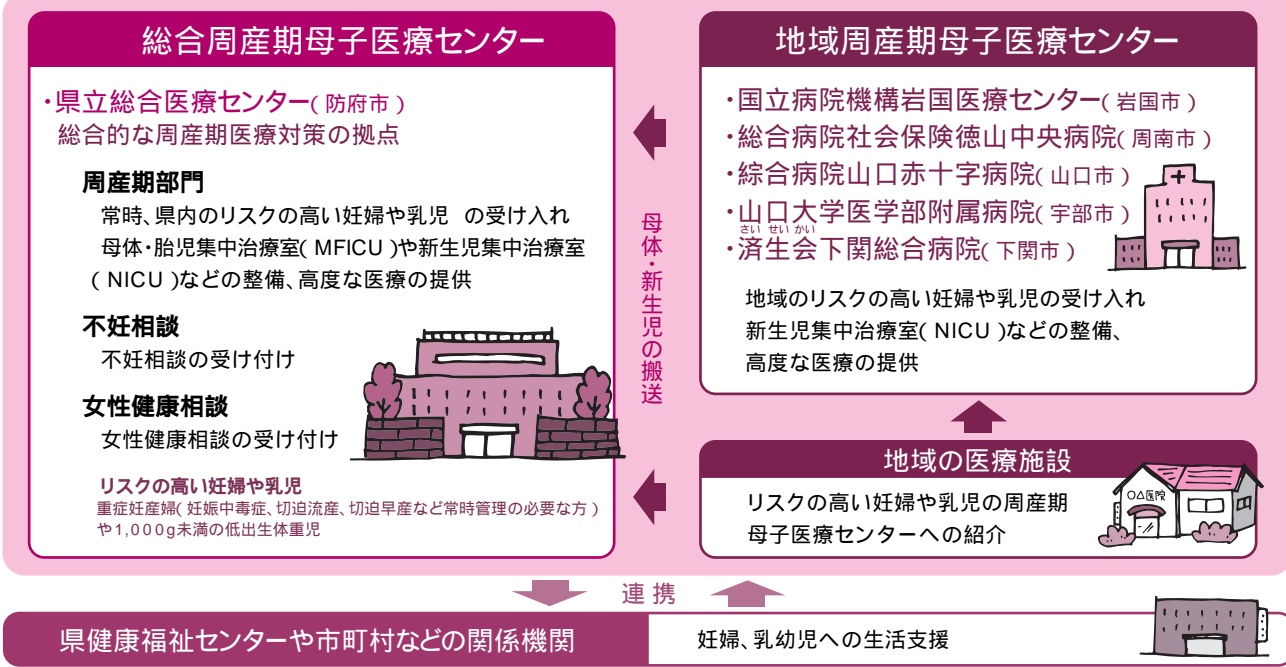 総合周産期母子医療センター
・県立総合医療センター(防府市)
総合的な周産期医療対策の拠点
周産期部門
常時、県内のリスクの高い妊婦や乳児 の受け入れ
母体・胎児集中治療室(MFICU)や新生児集中治療室
(NICU)などの整備、高度な医療の提供
不妊相談
不妊相談の受け付け
女性健康相談
女性健康相談の受け付け
リスクの高い妊婦や乳児
重症妊産婦(妊娠中毒症、切迫流産、切迫早産など常時管理の必要な方)
や1,000g未満の低出生体重児
母体・新生児の搬送
地域周産期母子医療センター
・国立病院機構岩国医療センター(岩国市)
・総合病院社会保険徳山中央病院(周南市)
・綜合病院山口赤十字病院(山口市)
・山口大学医学部附属病院(宇部市)
さい せい かい
・済生会下関総合病院(下関市)
地域のリスクの高い妊婦や乳児の受け入れ
新生児集中治療室(NICU)などの整備、
高度な医療の提供
地域の医療施設
リスクの高い妊婦や乳児の周産期
母子医療センターへの紹介
○△医院
連携
県健康福祉センターや市町村などの関係機関
妊婦、乳幼児への生活支援